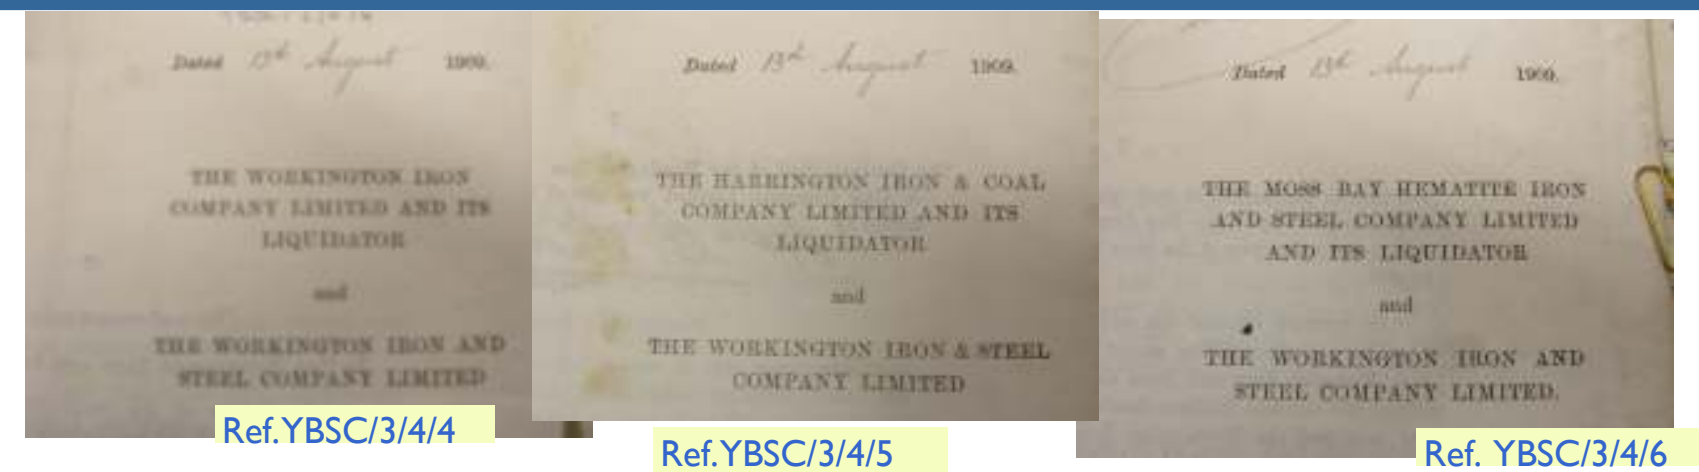 Dated 13th August 1909.
THE WORKINGTON IRON
COMPANY LIMITED AND ITS
LIQUIDATOR
and
THE WORKINGTON IRON AND
STEEL COMPANY LIMITED
Ref.YBSC/3/4/4
Dated 13th August 1909.
THE HARRINGTON IRON & COAL
COMPANY LIMITED AND ITS
LIQUIDATOR
and
THE WORKINGTON IRON & STEEL
COMPANY LIMITED
Ref.YBSC/3/4/5
Dated 13th August 1909.
THE MOSS BAY HEMATITE IRON
AND STEEL COMPANY LIMITED
AND ITS LIQUIDATOR
and
THE WORKINGTON IRON AND
STEEL COMPANY LIMITED.
Ref. YBSC/3/4/6